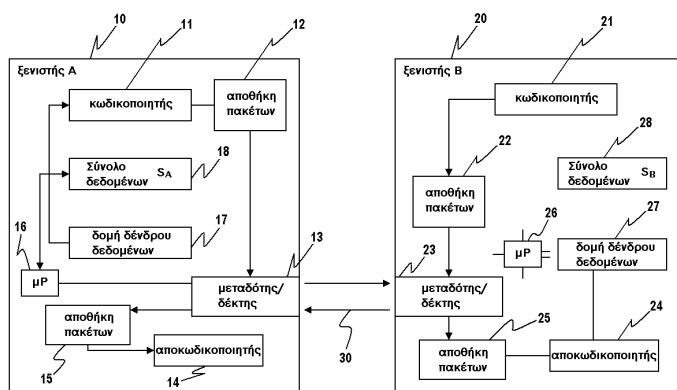 10
11
12
20
21
ξενιστής A
κωδικοποιητής
αποθήκη
πακέτων
ξενιστής B
κωδικοποιητής
Σύνολο S_A
δεδομένων
18
22
αποθήκη
πακέτων
28
Σύνολο S_B
δεδομένων
16
δομή δένδρου
δεδομένων
17
13
23
26
μP
27
δομή δένδρου
δεδομένων
μP
μεταδότης/
δέκτης
μεταδότης/
δέκτης
αποθήκη
πακέτων
15
αποκωδικοποιητής
14
30
αποθήκη
πακέτων
25
αποκωδικοποιητής
24